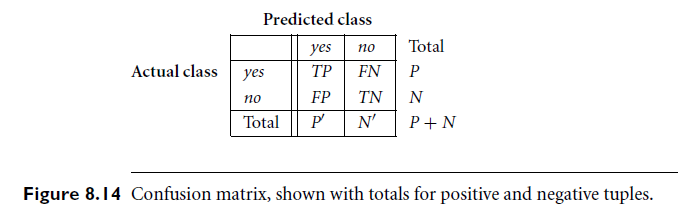 Predicted class
yes no Total
Actual class yes TP FN P
no FP TN N
Total P′ N′ P + N
Figure 8.14 Confusion matrix, shown with totals for positive and negative tuples.